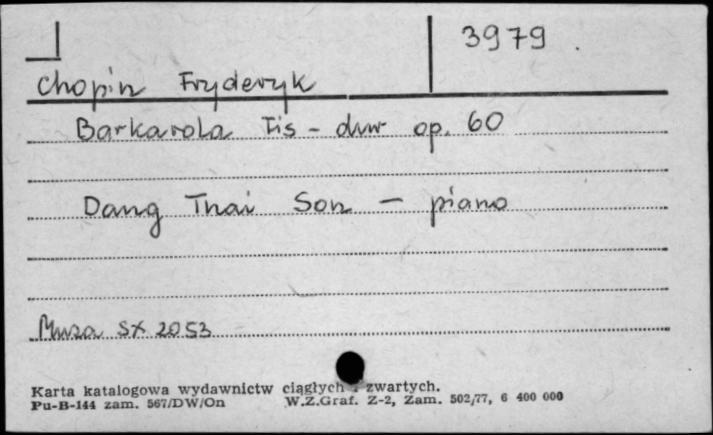 3979.
Chopin Fryderyk
Barkarola Fis-dur op. 60
Dang Thai Son - piano
Muza SX 2053
Karta katalogowa wydawnictw ciągłych i zwartych.
Pu-B-144 zam. 567/DW/On W.Z.Graf. Z-2, Zam. 502/77, 6 400 000